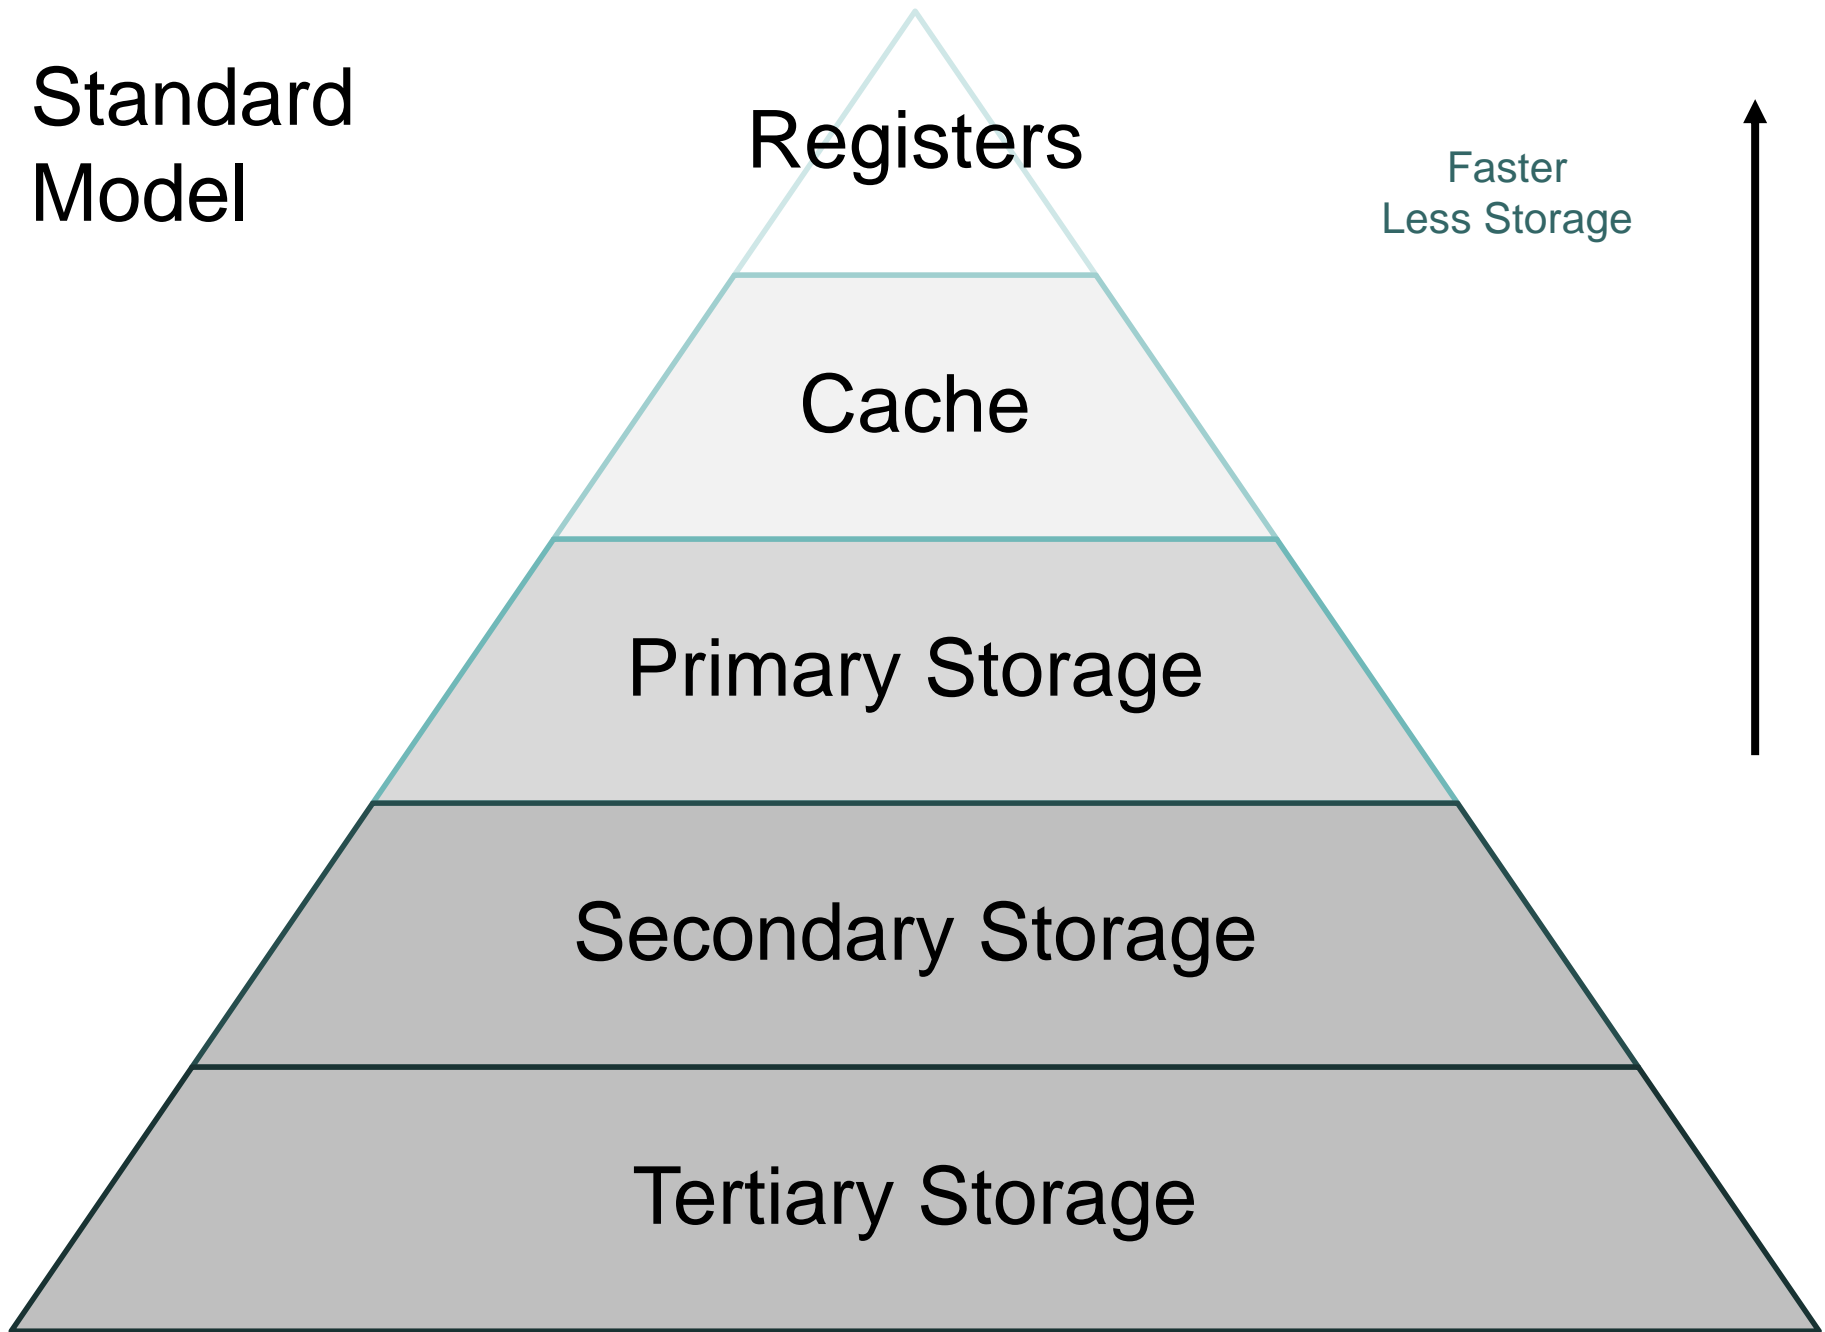 Standard
Model
Registers
Faster
Less Storage
Cache
Primary Storage
Secondary Storage
Tertiary Storage